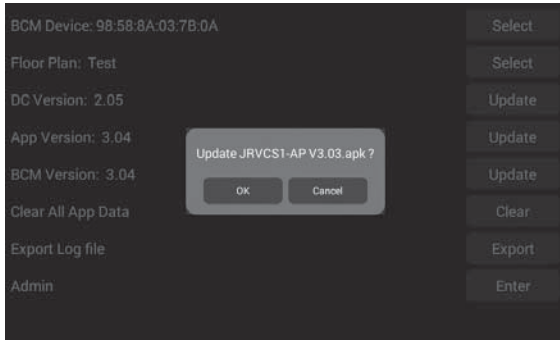 BCM Device: 98:58:8A:03:7B:0A Select
Floor Plan: Test Select
DC Version: 2.05 Update
App Version: 3.04 Update
Update JRVCS1-AP V3.03.apk ?
BCM Version: 3.04 Update
OK Cancel
Clear All App Data Clear
Export Log file Export
Admin Enter